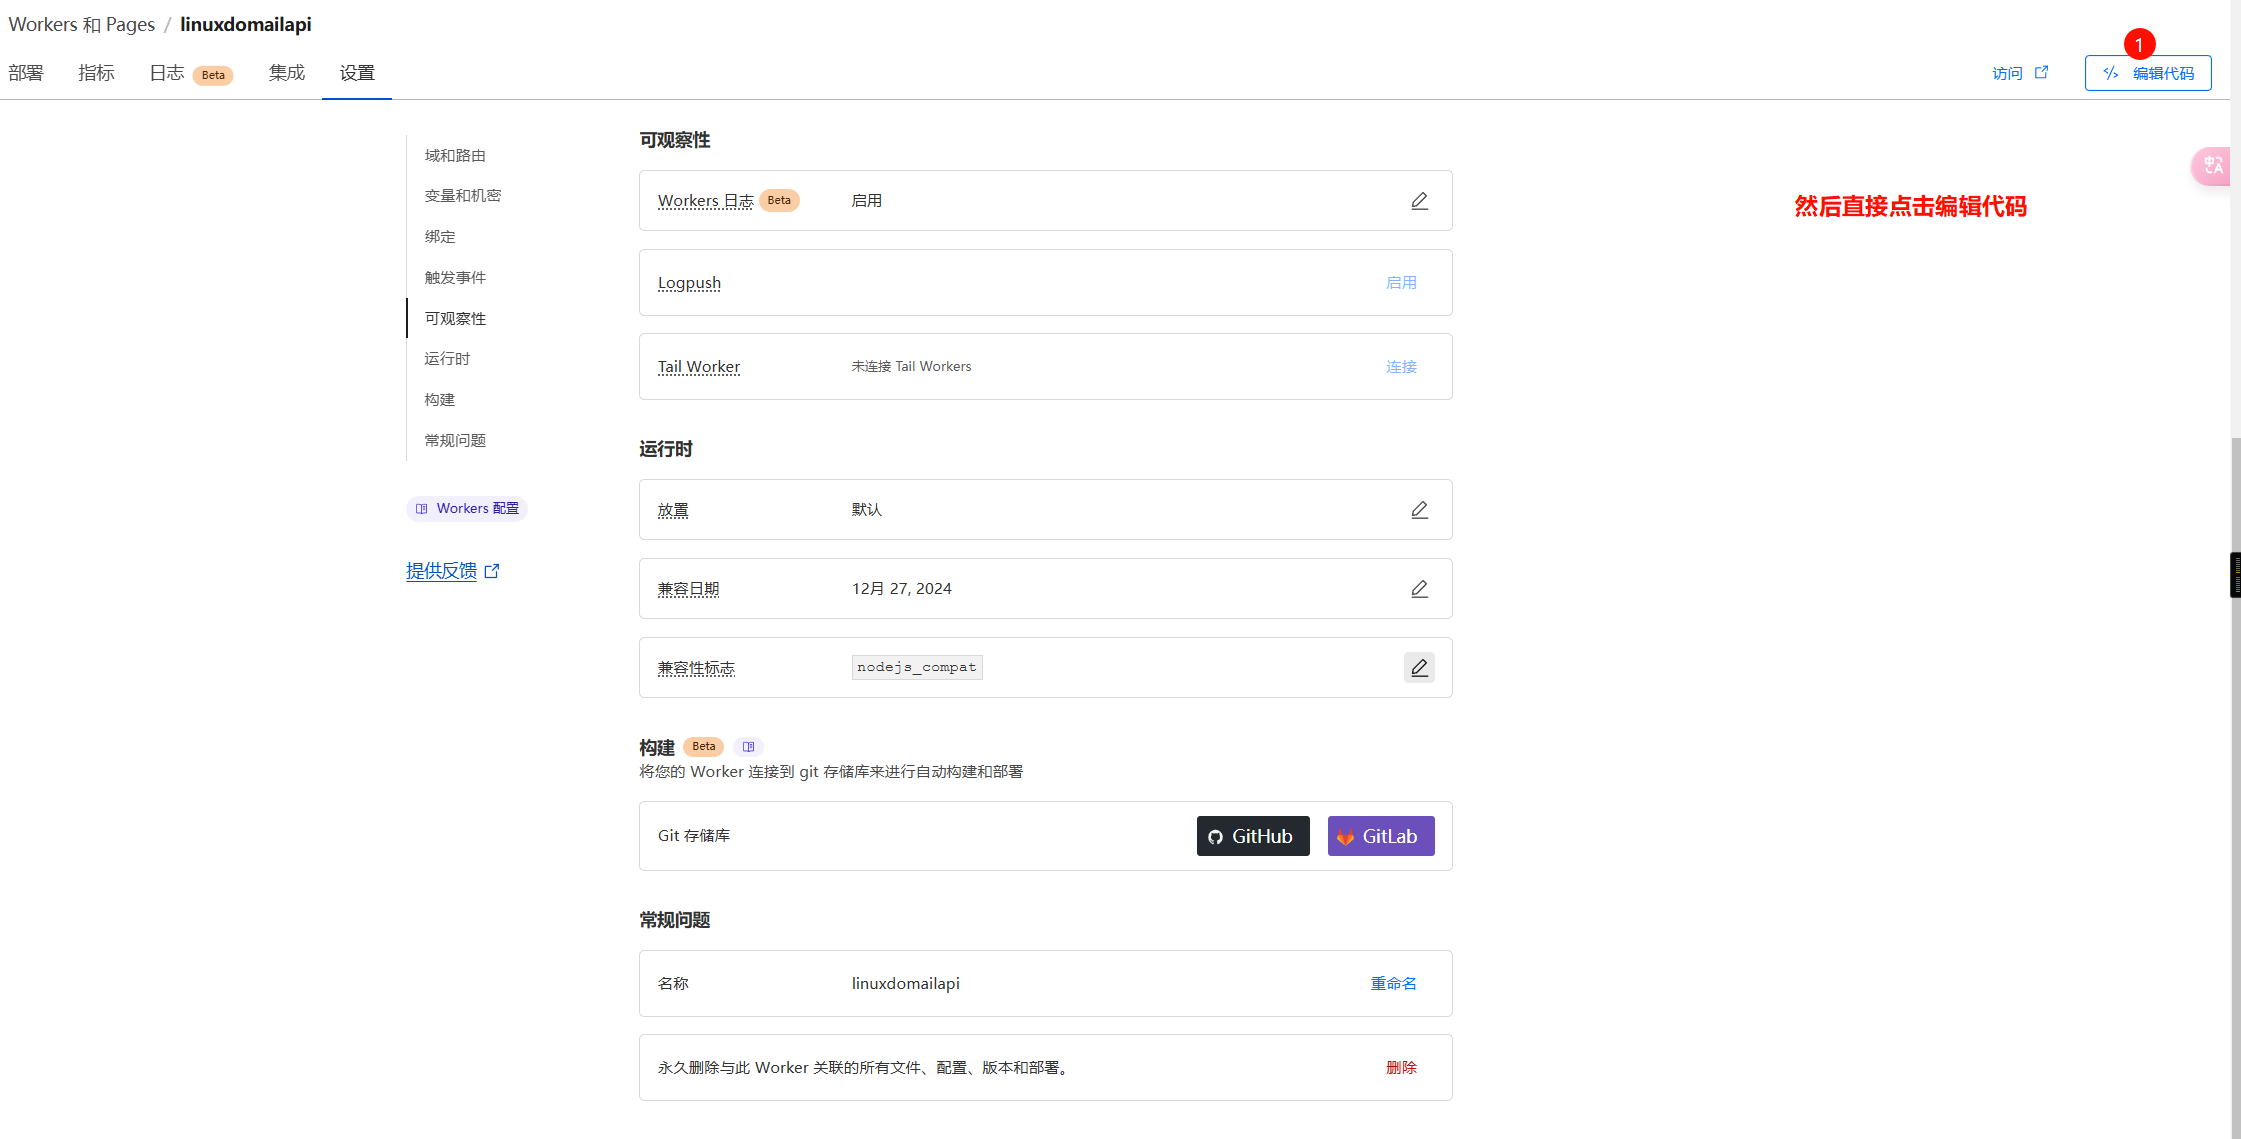 Workers 和 Pages / linuxdomailapi
1
部署 指标 日志 Beta 集成 设置 访问 编辑代码
域和路由
变量和机密
绑定
触发事件
可观察性
运行时
构建
常规问题
Workers 配置
提供反馈
可观察性
Workers 日志 Beta 启用
Logpush 启用
Tail Worker 未连接 Tail Workers 连接
运行时
放置 默认
兼容日期 12月 27, 2024
兼容性标志 nodejs_compat
构建 Beta
将您的 Worker 连接到 git 存储库来进行自动构建和部署
Git 存储库 GitHub GitLab
常规问题
名称 linuxdomailapi 重命名
永久删除与此 Worker 关联的所有文件、配置、版本和部署。 删除
然后直接点击编辑代码
中 A